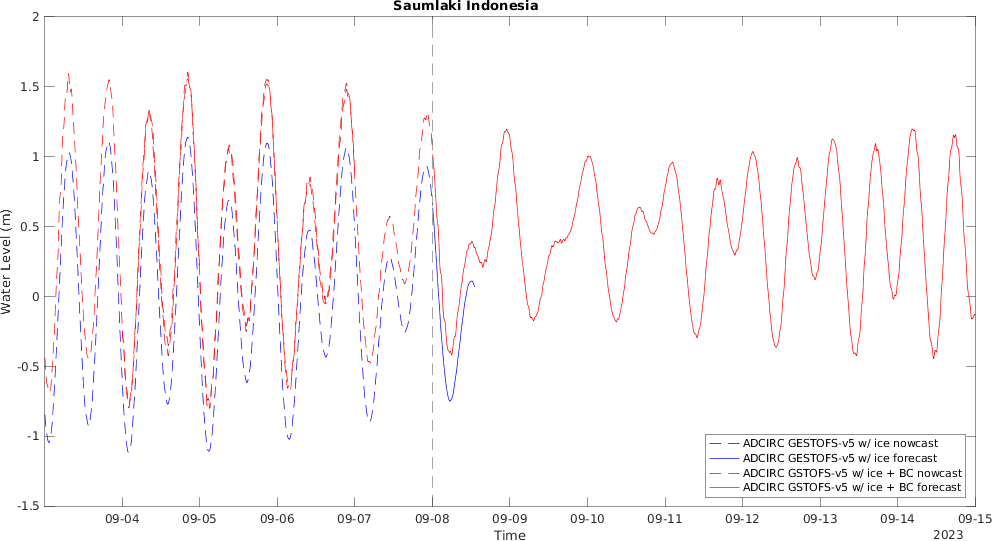 Saumlaki Indonesia
Water Level (m)
2
1.5
1
0.5
0
-0.5
-1
-1.5
ADCIRC GESTOFS-v5 w/ ice nowcast
ADCIRC GESTOFS-v5 w/ ice forecast
ADCIRC GSTOFS-v5 w/ ice + BC nowcast
ADCIRC GSTOFS-v5 w/ ice + BC forecast
09-04 09-05 09-06 09-07 09-08 09-09 09-10 09-11 09-12 09-13 09-14 09-15
Time
2023